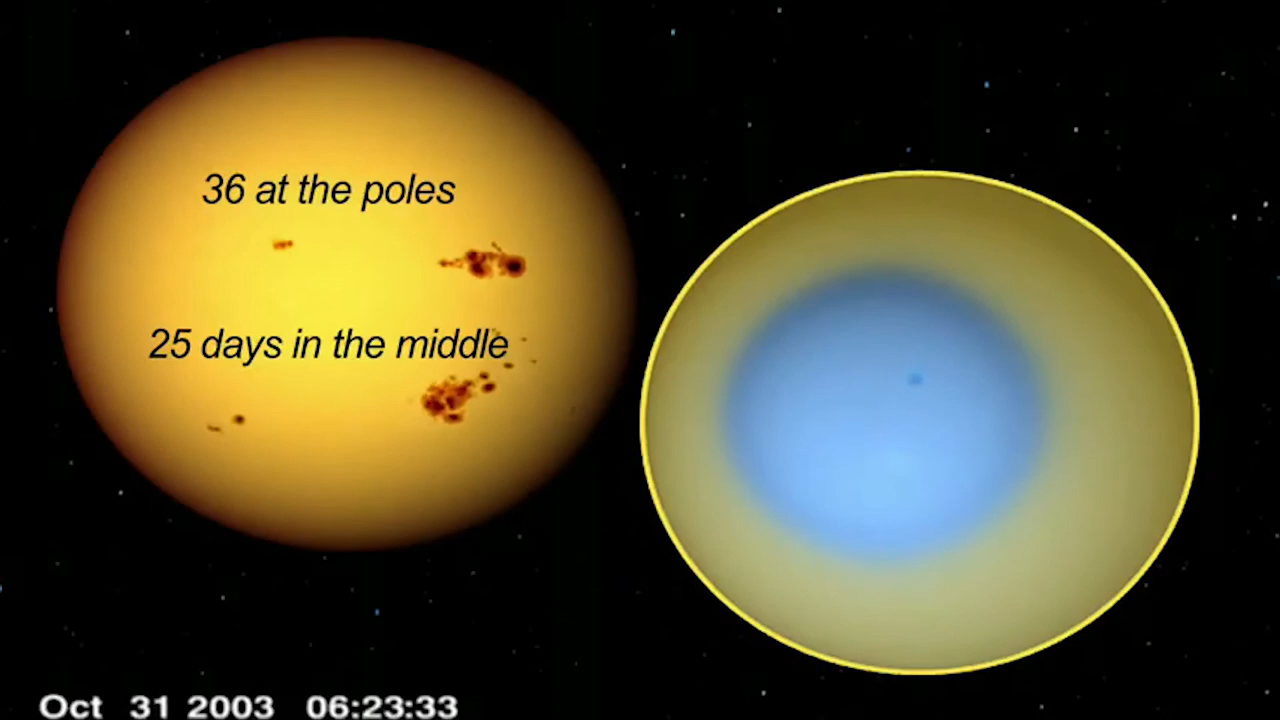 36 at the poles
25 days in the middle
Oct 31 2003 06:23:33